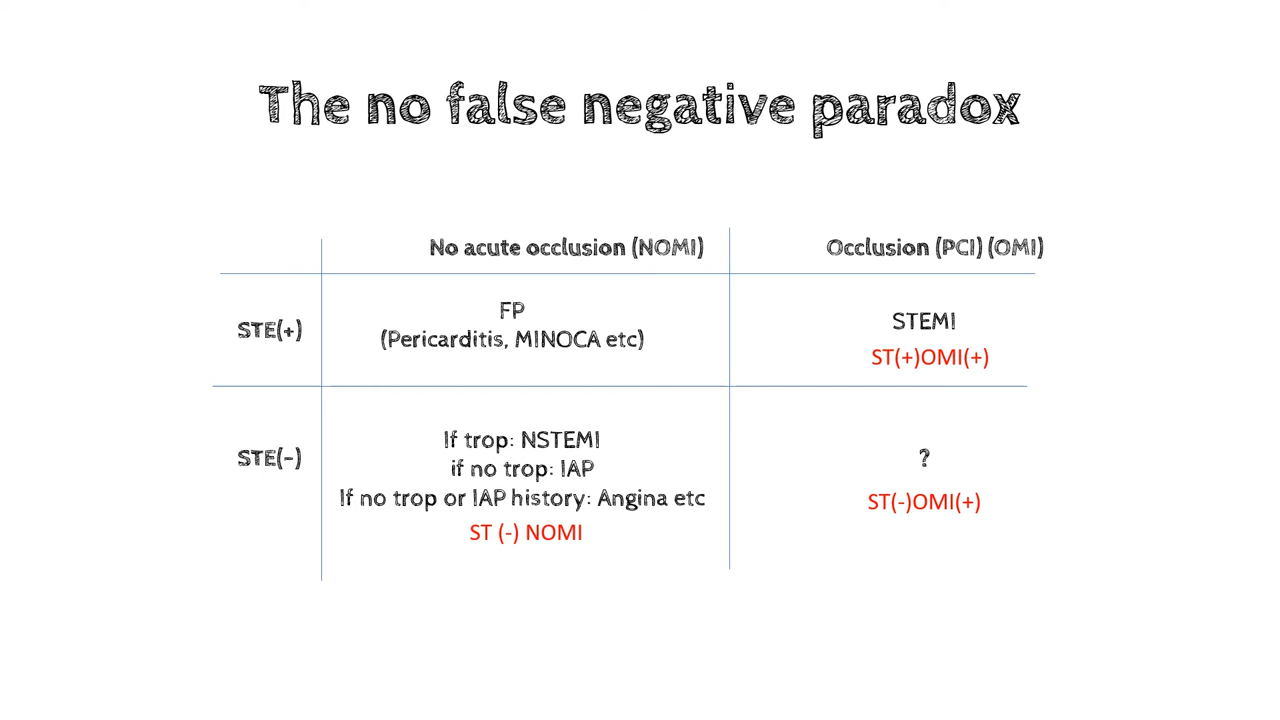 The no false negative paradox
No acute occlusion (NOMI)
Occlusion (PCI) (OMI)
STE(+)
FP
(Pericarditis, MINOCA etc)
STEMI
ST(+)OMI(+)
STE(-)
If trop: NSTEMI
if no trop: IAP
If no trop or IAP history: Angina etc
ST (-) NOMI
?
ST(-)OMI(+)